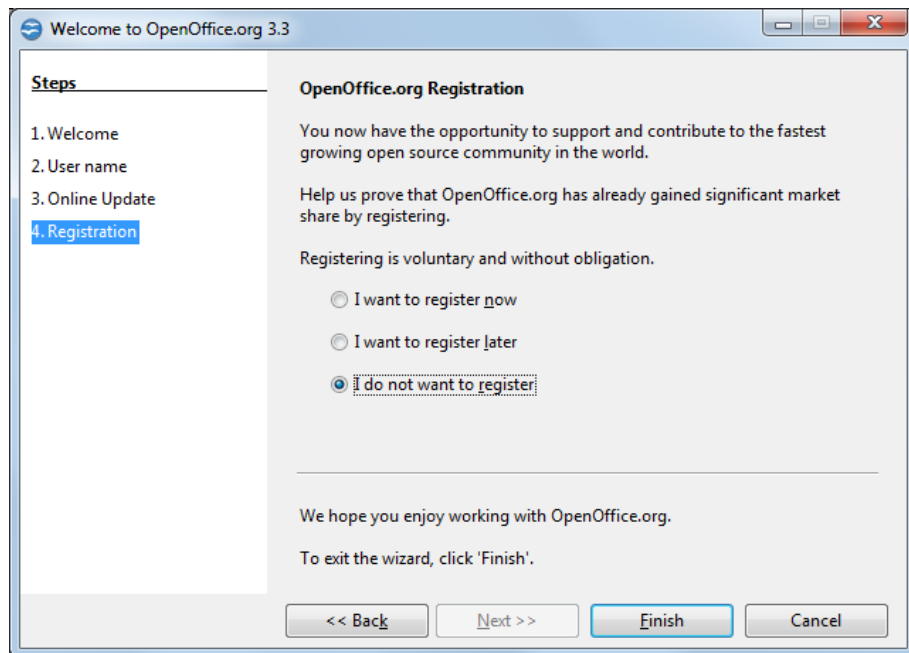 Welcome to OpenOffice.org 3.3
Steps
1. Welcome
2. User name
3. Online Update
4. Registration
OpenOffice.org Registration
You now have the opportunity to support and contribute to the fastest
growing open source community in the world.
Help us prove that OpenOffice.org has already gained significant market
share by registering.
Registering is voluntary and without obligation.
I want to register now
I want to register later
I do not want to register
We hope you enjoy working with OpenOffice.org.
To exit the wizard, click 'Finish'.
<< Back
Next >>
Finish
Cancel